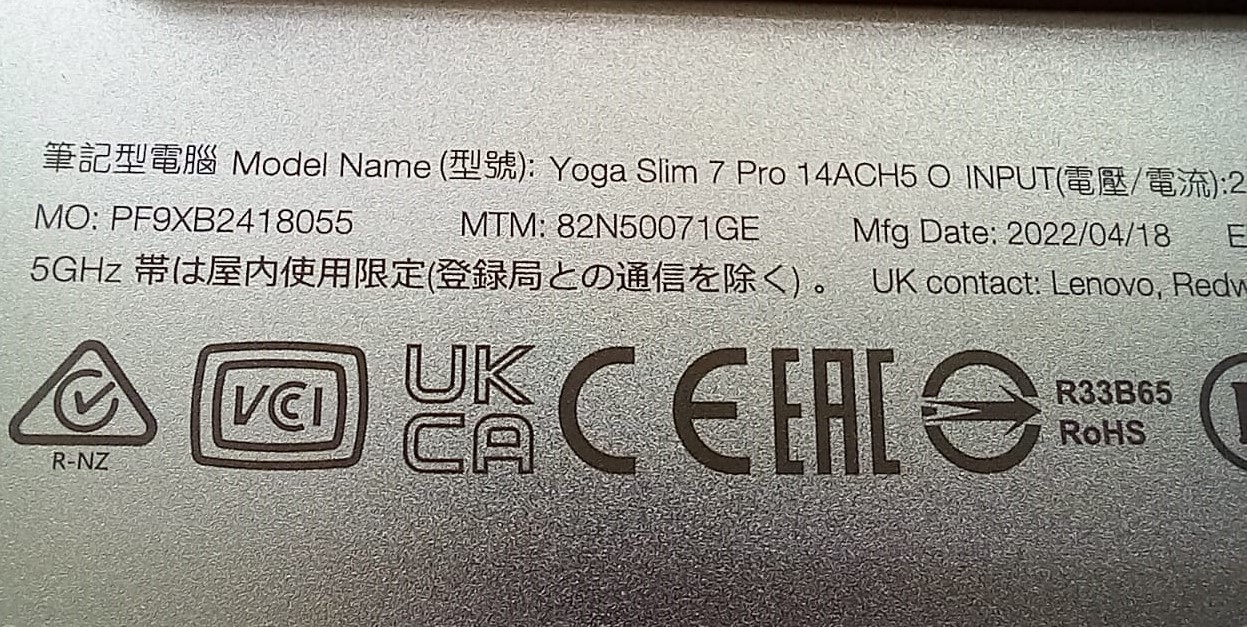 筆記型電腦 Model Name (型號): Yoga Slim 7 Pro 14ACH5 O INPUT(電壓/電流):2
MO: PF9XB2418055 MTM: 82N50071GE Mfg Date: 2022/04/18 E
5GHz 帯は屋内使用限定(登録局との通信を除く) 。 UK contact: Lenovo, Redw
VCCI UK CA CE EAC R33B65
R-NZ RoHS